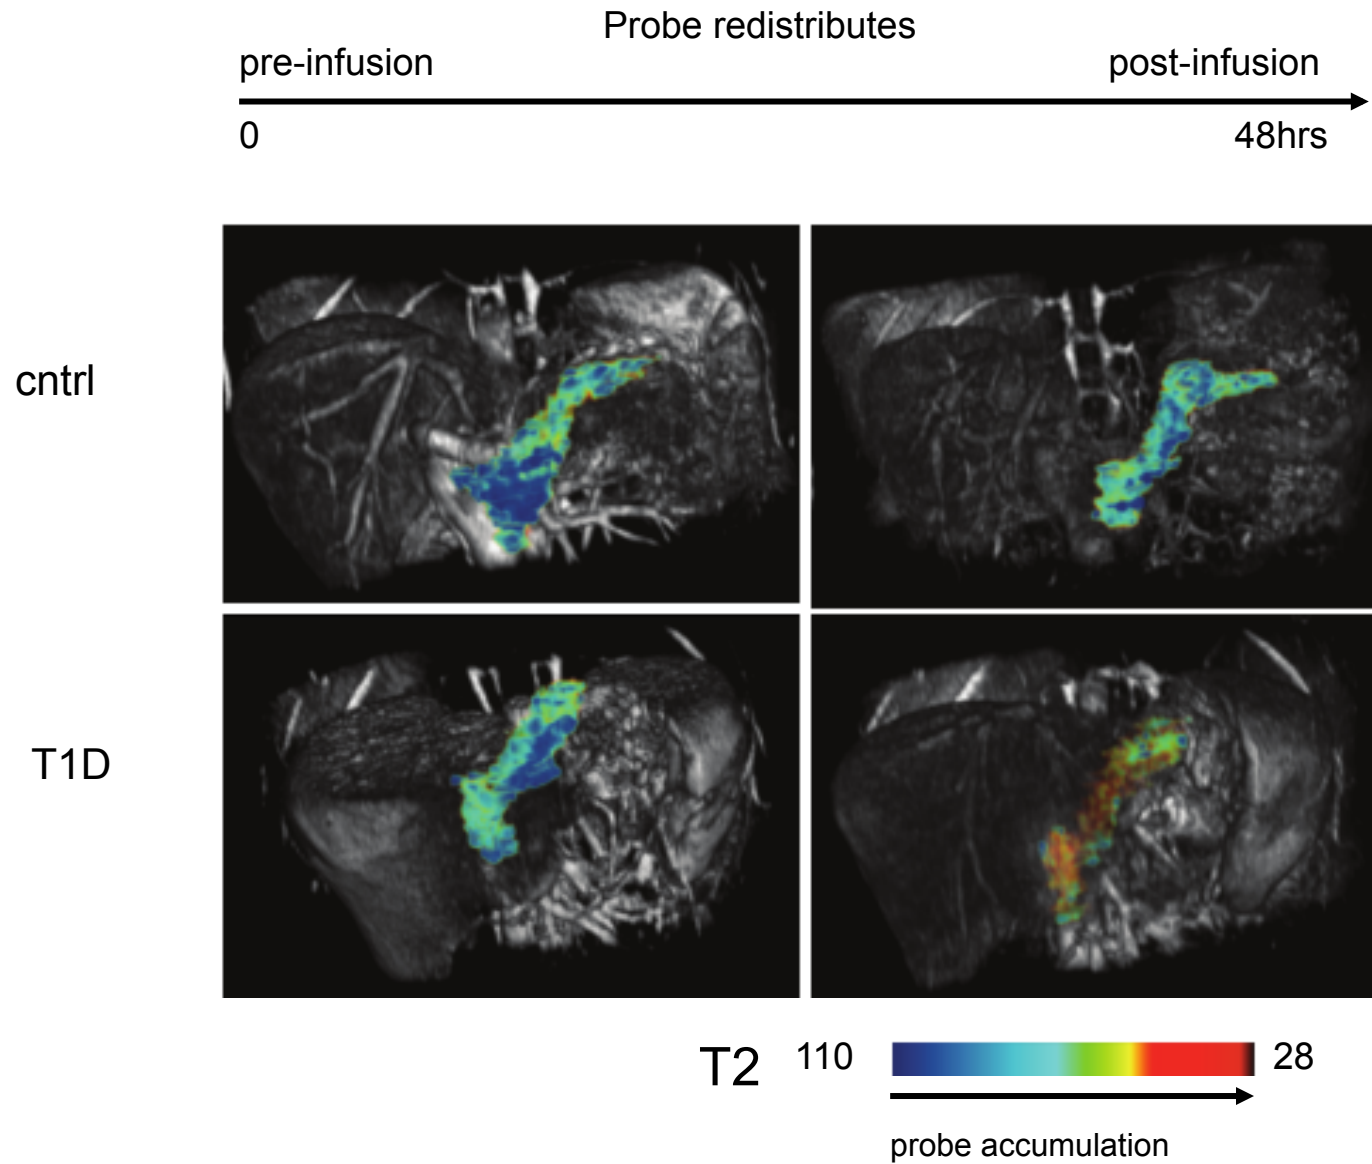 Probe redistributes
pre-infusion post-infusion
0 48hrs
cntrl
T1D
T2 110 28
probe accumulation